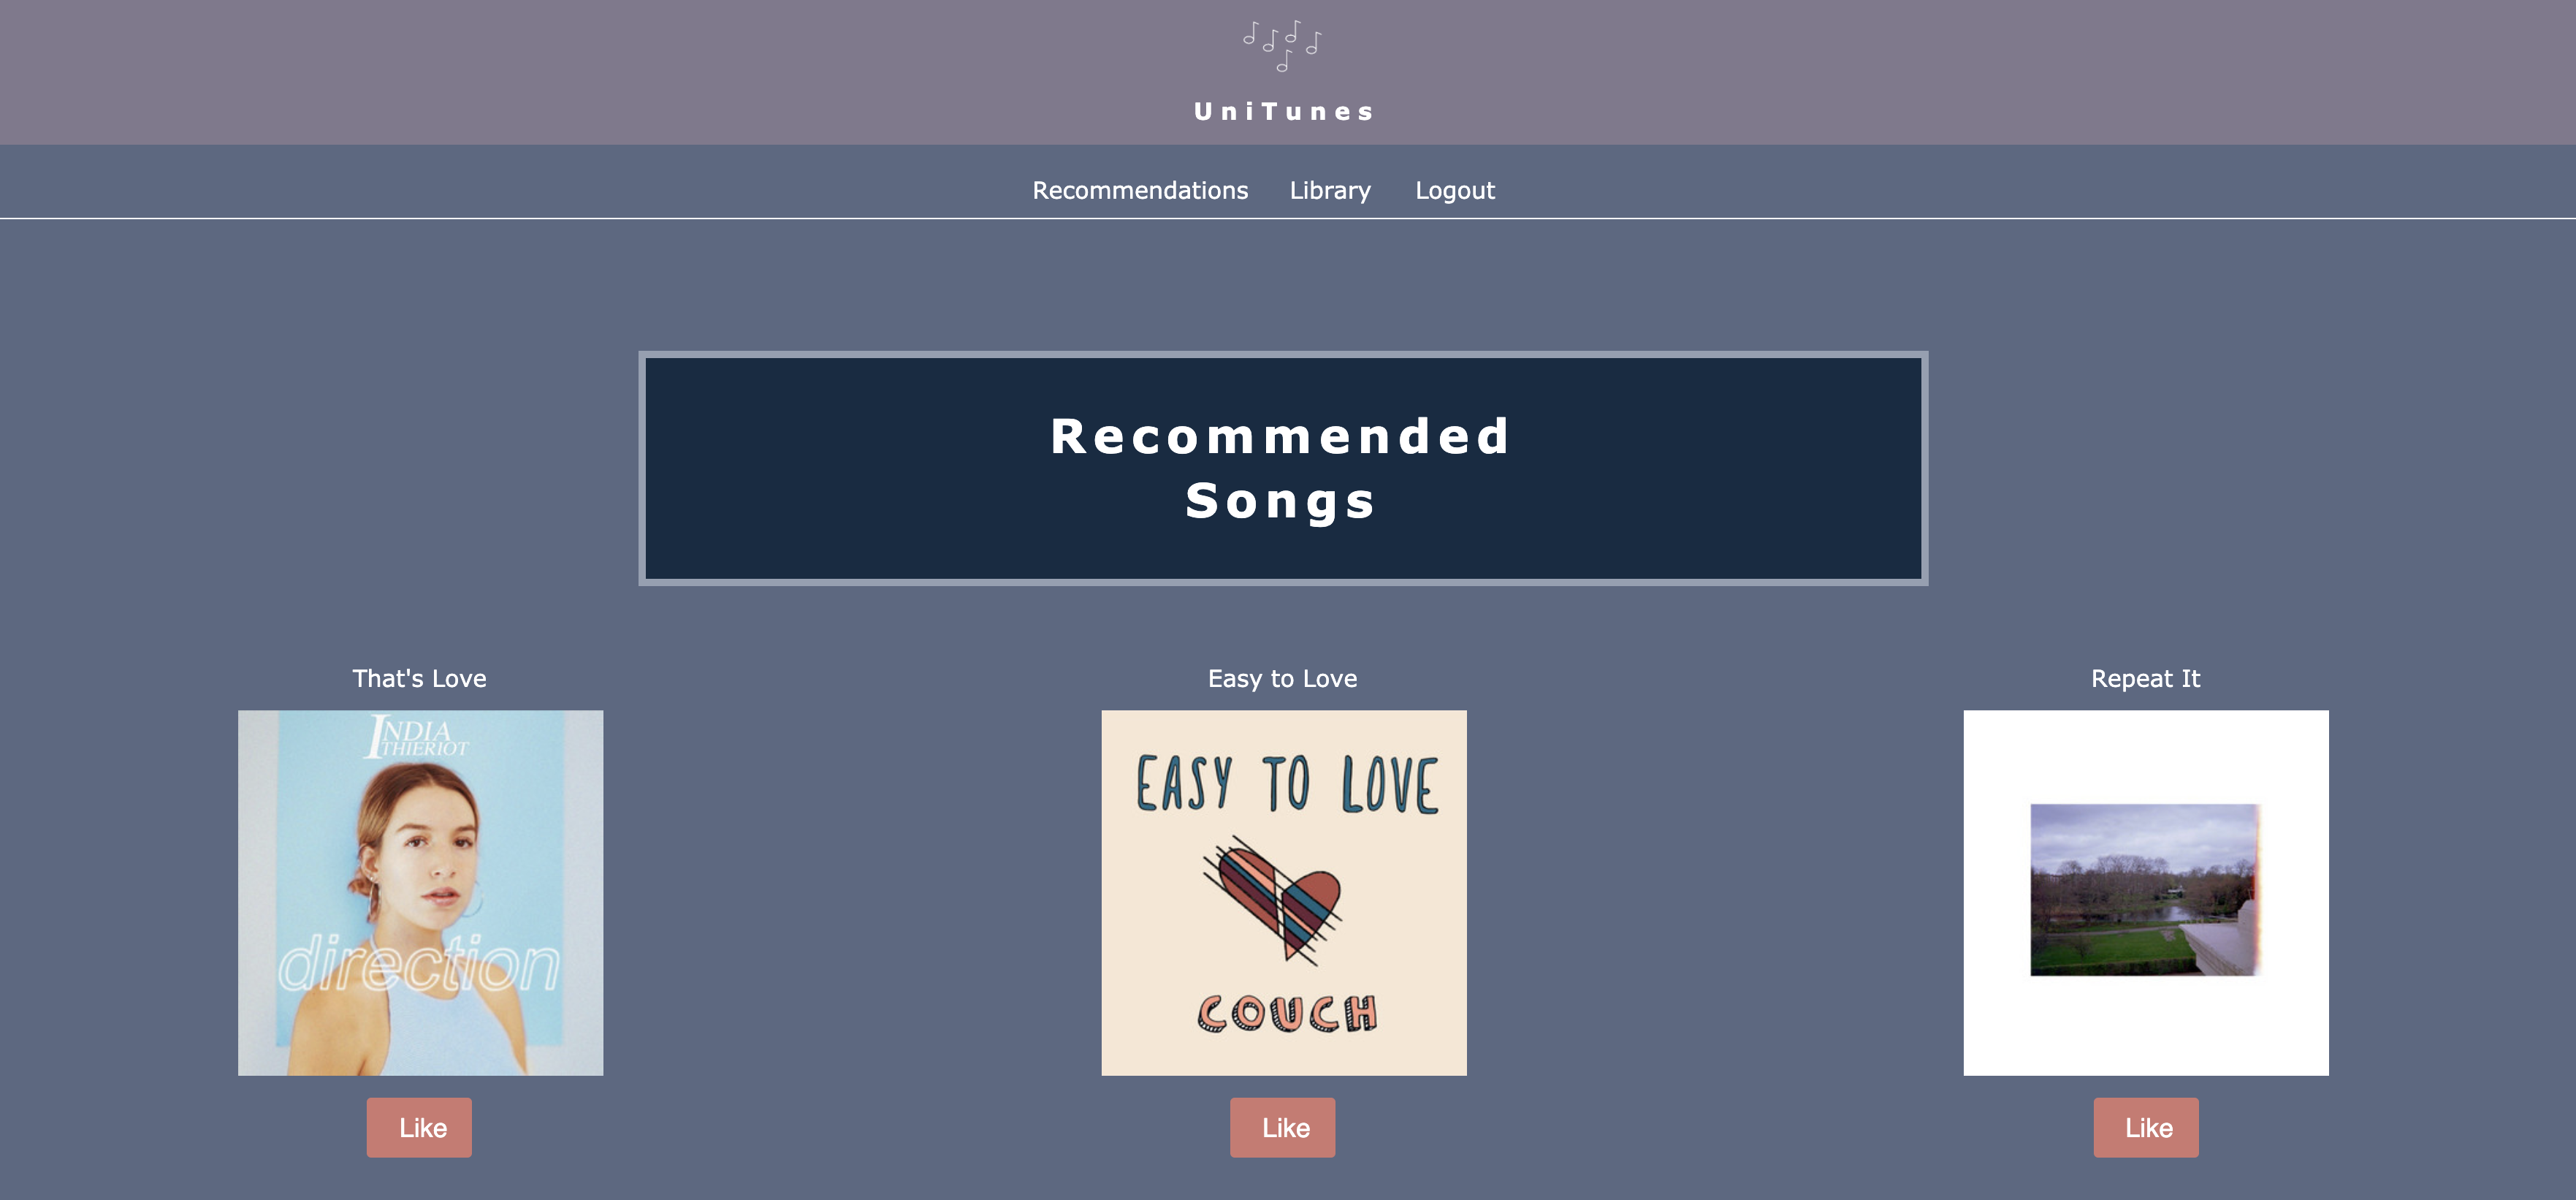 UniTunes
Recommendations Library Logout
Recommended
Songs
That's Love
INDIA
THIERIOT
direction
Like
Easy to Love
EASY TO LOVE
COUCH
Like
Repeat It
Like